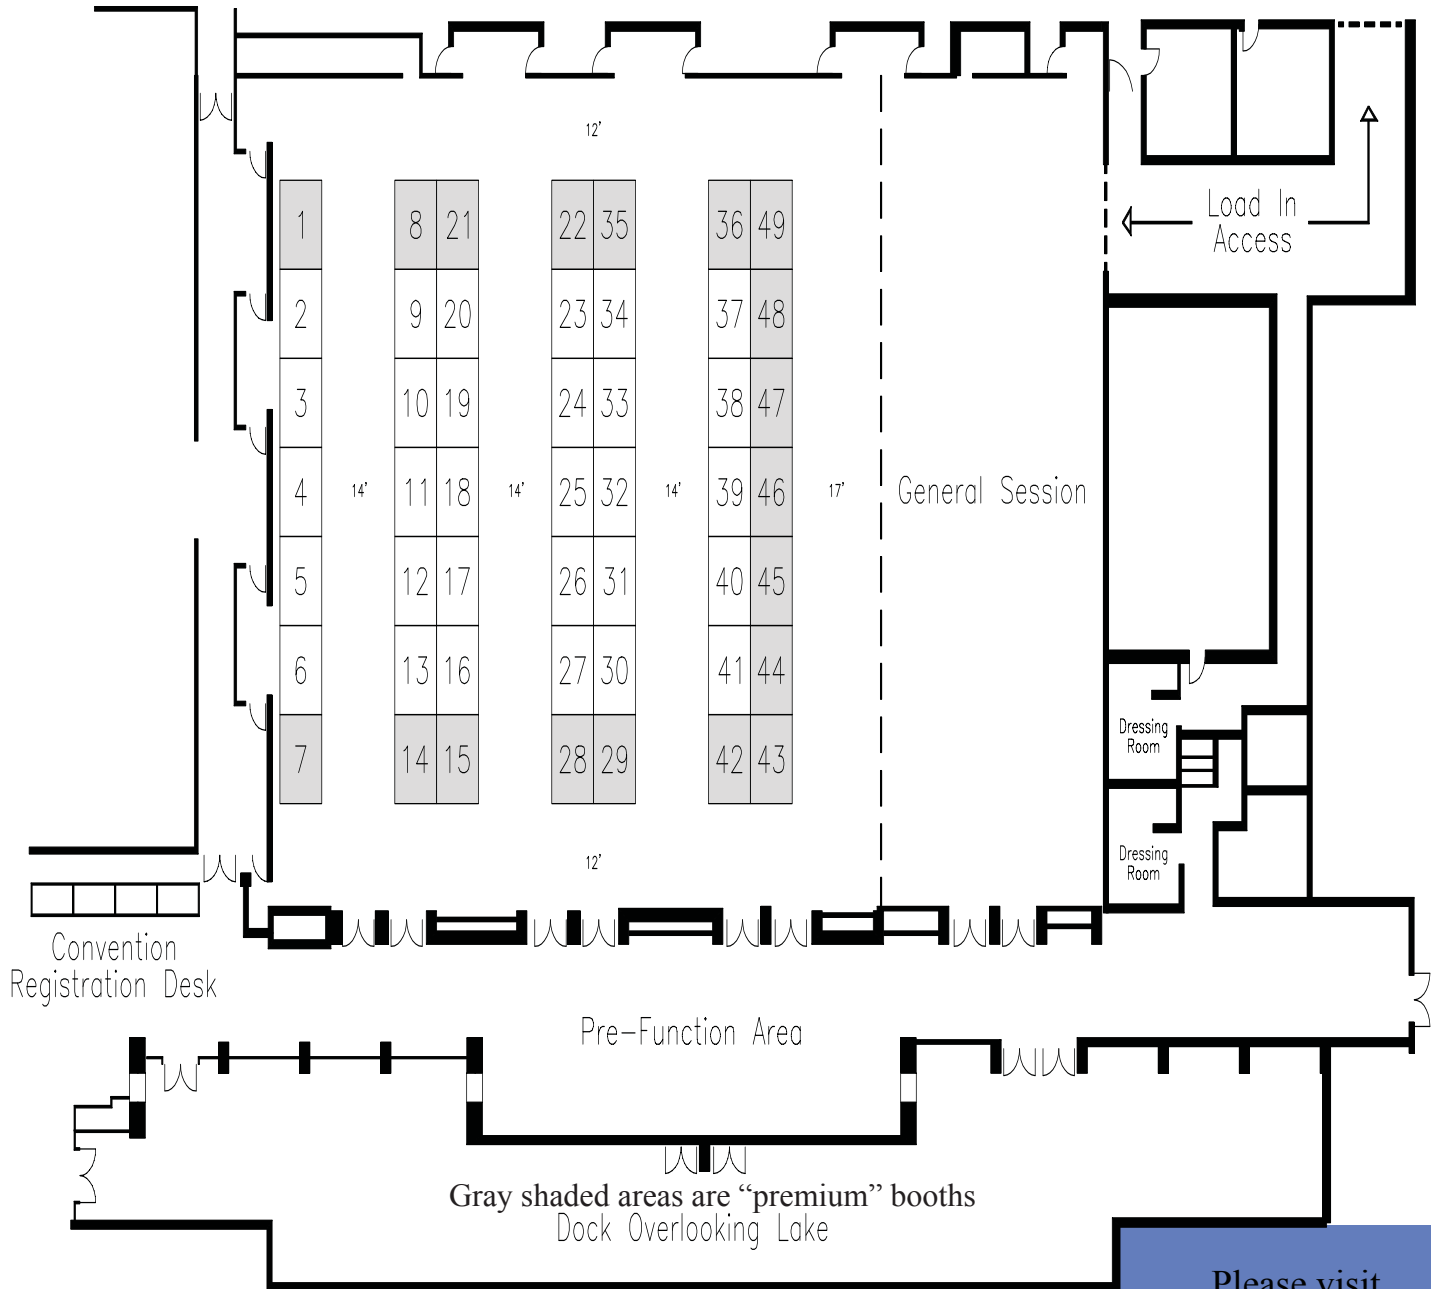 12'
1 8 21 22 35 36 49
Load In
Access
2 9 20 23 34 37 48
3 10 19 24 33 38 47
4 14' 11 18 14' 25 32 14' 39 46 17' General Session
5 12 17 26 31 40 45
6 13 16 27 30 41 44
Dressing
Room
7 14 15 28 29 42 43
Dressing
Room
12'
Convention
Registration Desk
Pre-Function Area
Gray shaded areas are “premium” booths
Dock Overlooking Lake
Please visit